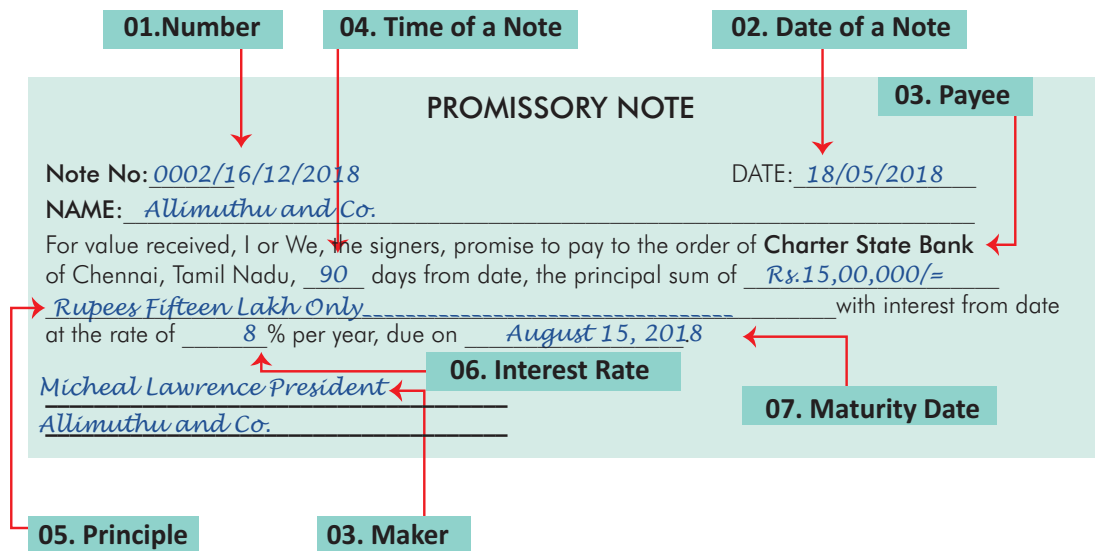 01.Number
04. Time of a Note
02. Date of a Note
03. Payee
PROMISSORY NOTE
Note No: 0002/16/12/2018
DATE: 18/05/2018
NAME: Allimuthu and Co.
For value received, I or We, the signers, promise to pay to the order of Charter State Bank
of Chennai, Tamil Nadu, 90 days from date, the principal sum of Rs.15,00,000/=
Rupees Fifteen Lakh Only with interest from date
at the rate of 8 % per year, due on August 15, 2018
06. Interest Rate
Micheal Lawrence President
07. Maturity Date
Allimuthu and Co.
05. Principle
03. Maker